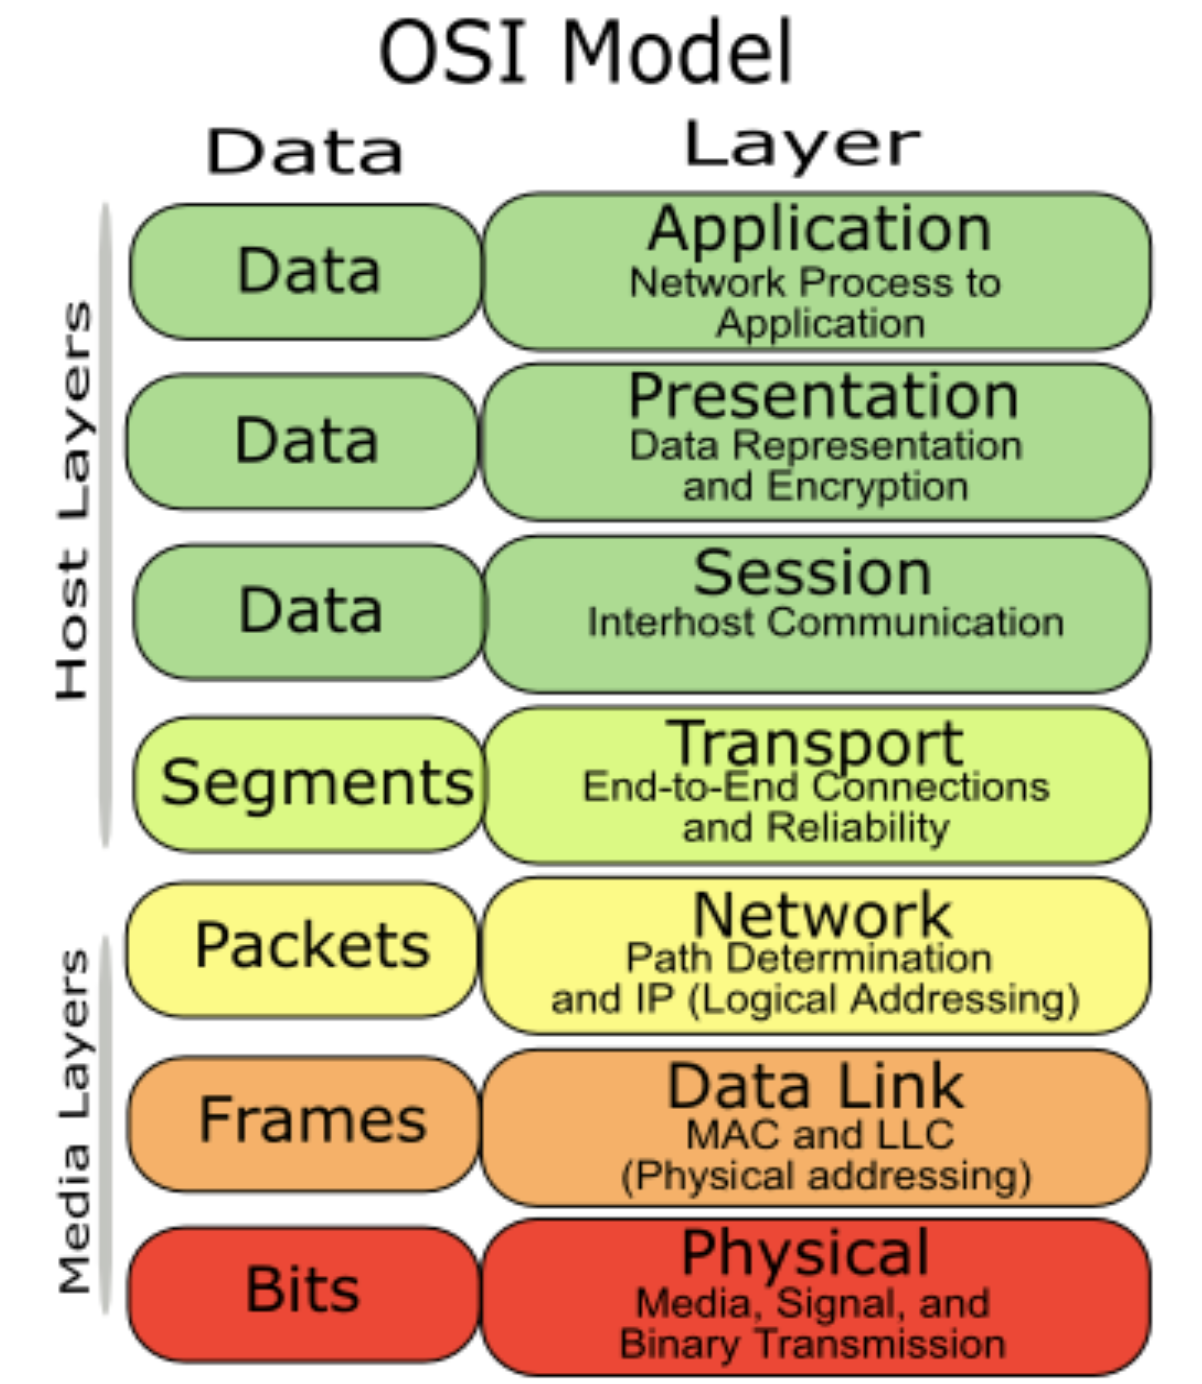 OSI Model
Data
Layer
Host Layers
Data
Application
Network Process to
Application
Data
Presentation
Data Representation
and Encryption
Data
Session
Interhost Communication
Segments
Transport
End-to-End Connections
and Reliability
Media Layers
Packets
Network
Path Determination
and IP (Logical Addressing)
Frames
Data Link
MAC and LLC
(Physical addressing)
Bits
Physical
Media, Signal, and
Binary Transmission